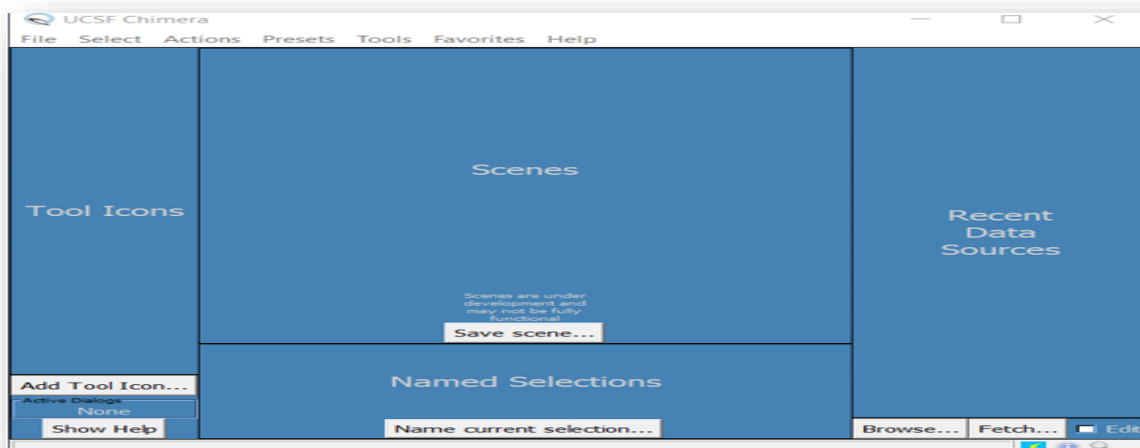 UCSF Chimera
File Select Actions Presets Tools Favorites Help
Tool Icons
Add Tool Icon...
Active Dialogs
None
Show Help
Scenes
Scenes are under
development and
may not be fully
functional
Save scene...
Named Selections
Name current selection...
Recent
Data
Sources
Browse... Fetch... Edit